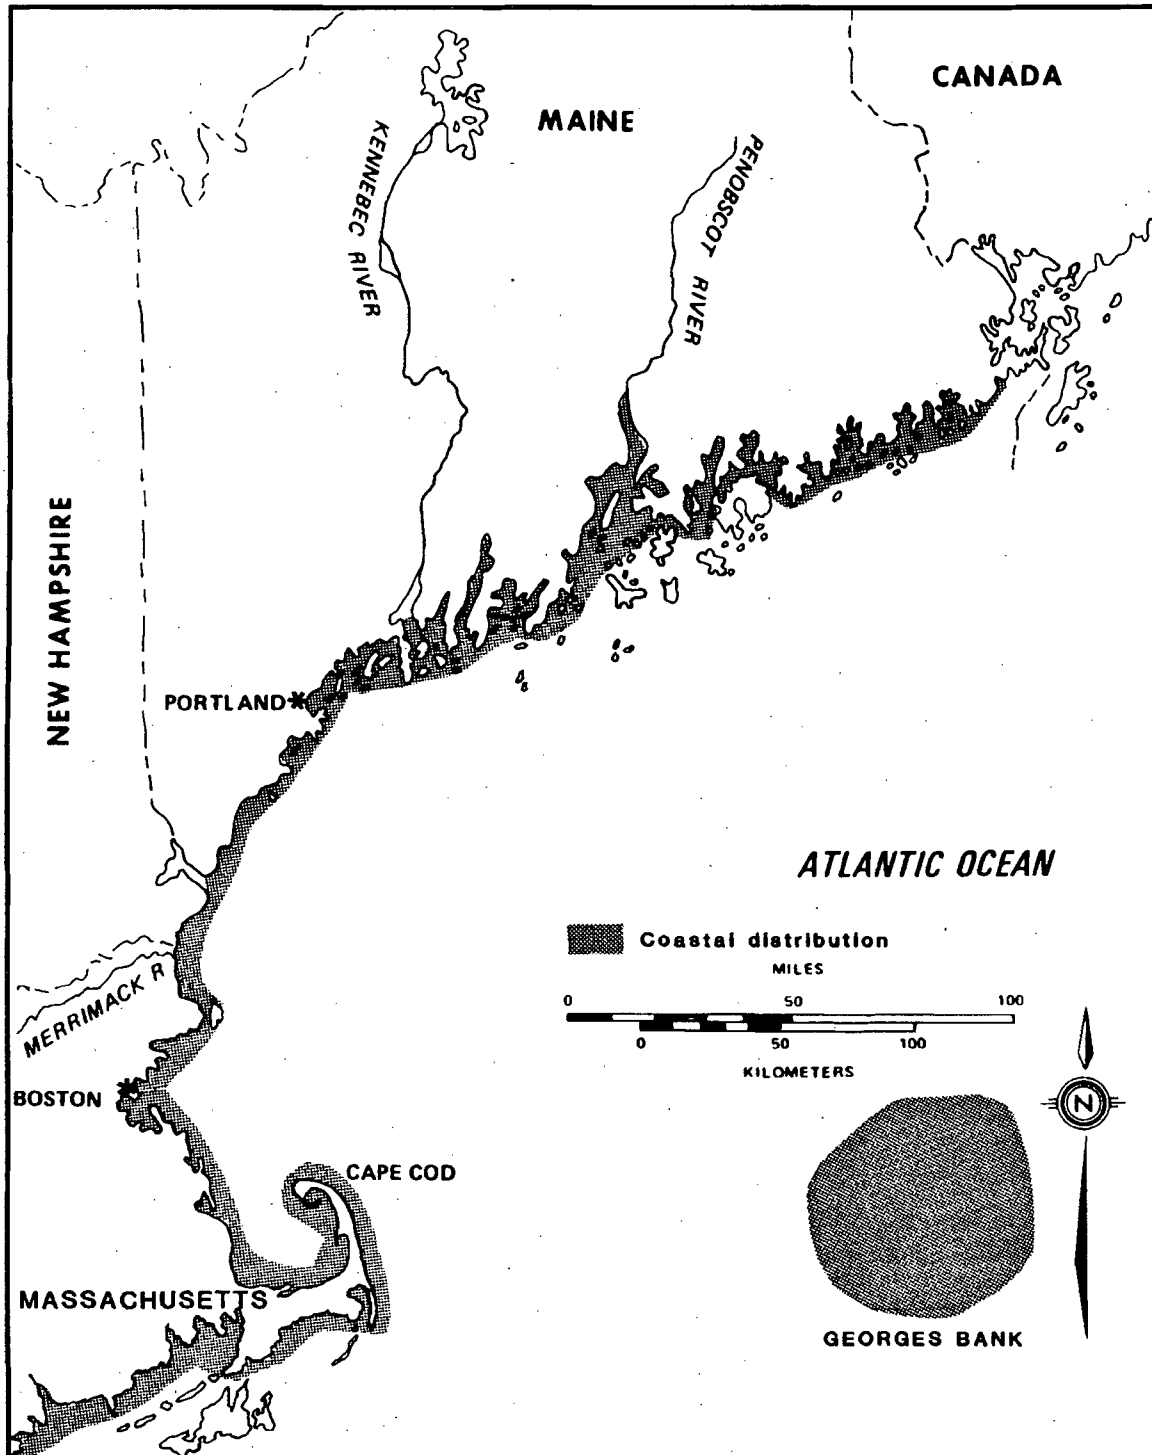 CANADA
MAINE
KENNEBEC RIVER
PENOBSCOT RIVER
NEW HAMPSHIRE
PORTLAND
ATLANTIC OCEAN
Coastal distribution
MILES
0 50 100
0 50 100
KILOMETERS
MERRIMACK R
BOSTON
N
CAPE COD
MASSACHUSETTS
GEORGES BANK